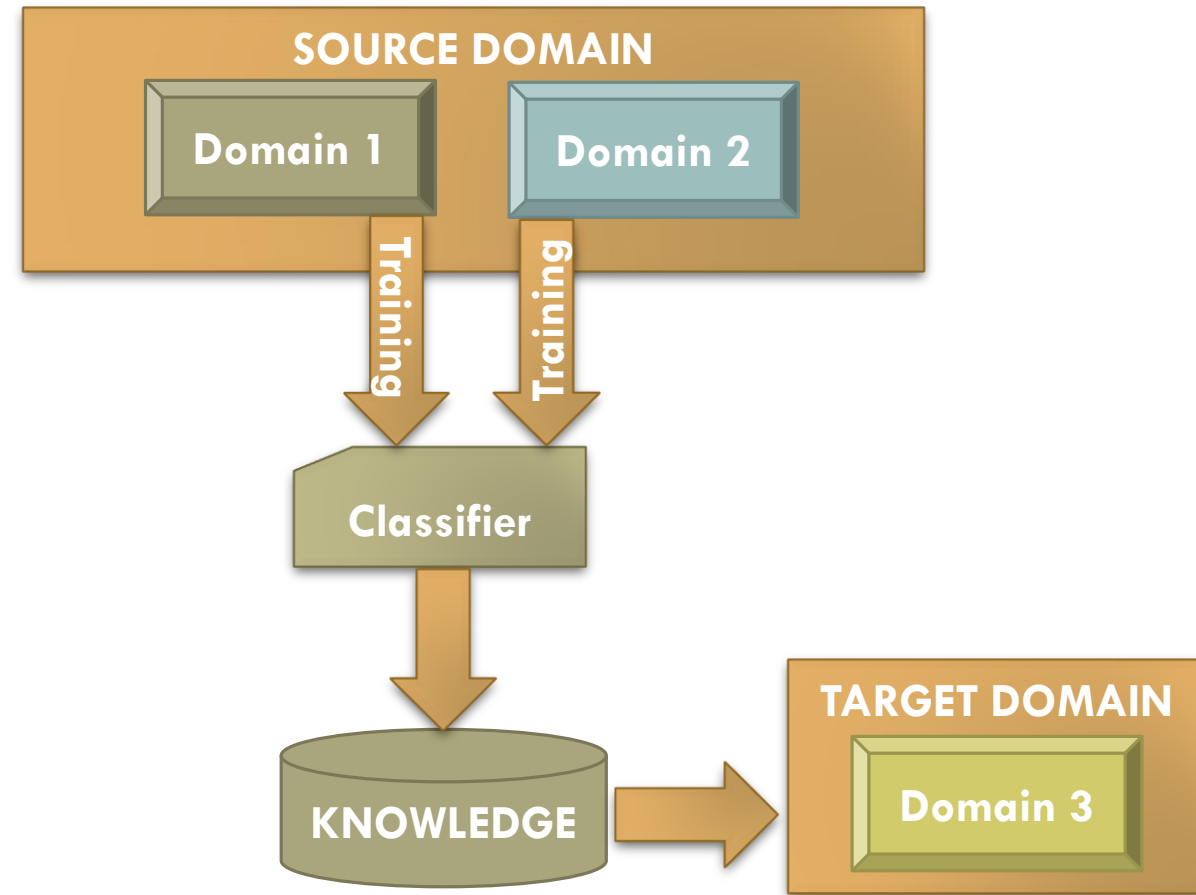 SOURCE DOMAIN
Domain 1
Domain 2
Training
Training
Classifier
KNOWLEDGE
TARGET DOMAIN
Domain 3